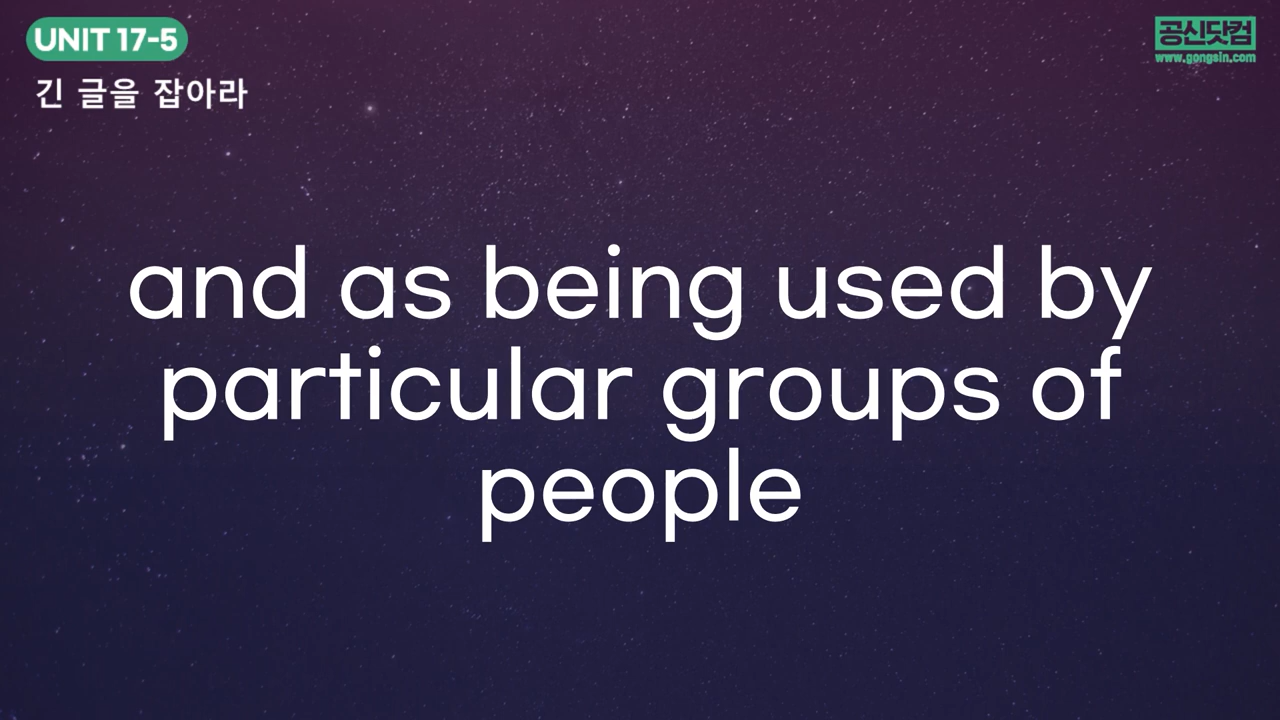 UNIT 17-5
공신닷컴
www.gongsin.com
긴 글을 잡아라
and as being used by
particular groups of
people